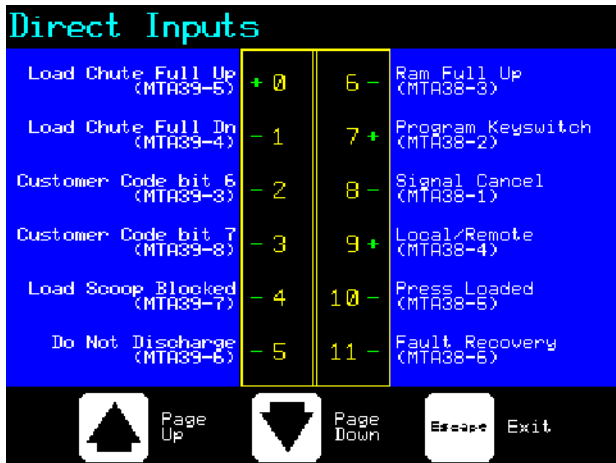 Direct Inputs
Load Chute Full Up + 0 6 - Ram Full Up
(MTA39-5) (MTA38-3)
Load Chute Full Dn - 1 7 + Program Keyswitch
(MTA39-4) (MTA38-2)
Customer Code bit 6 - 2 8 - Signal Cancel
(MTA39-3) (MTA38-1)
Customer Code bit 7 - 3 9 + Local/Remote
(MTA39-8) (MTA38-4)
Load Scoop Blocked - 4 10 - Press Loaded
(MTA39-7) (MTA38-5)
Do Not Discharge - 5 11 - Fault Recovery
(MTA39-6) (MTA38-6)
Page Up
Page Down
Escape Exit